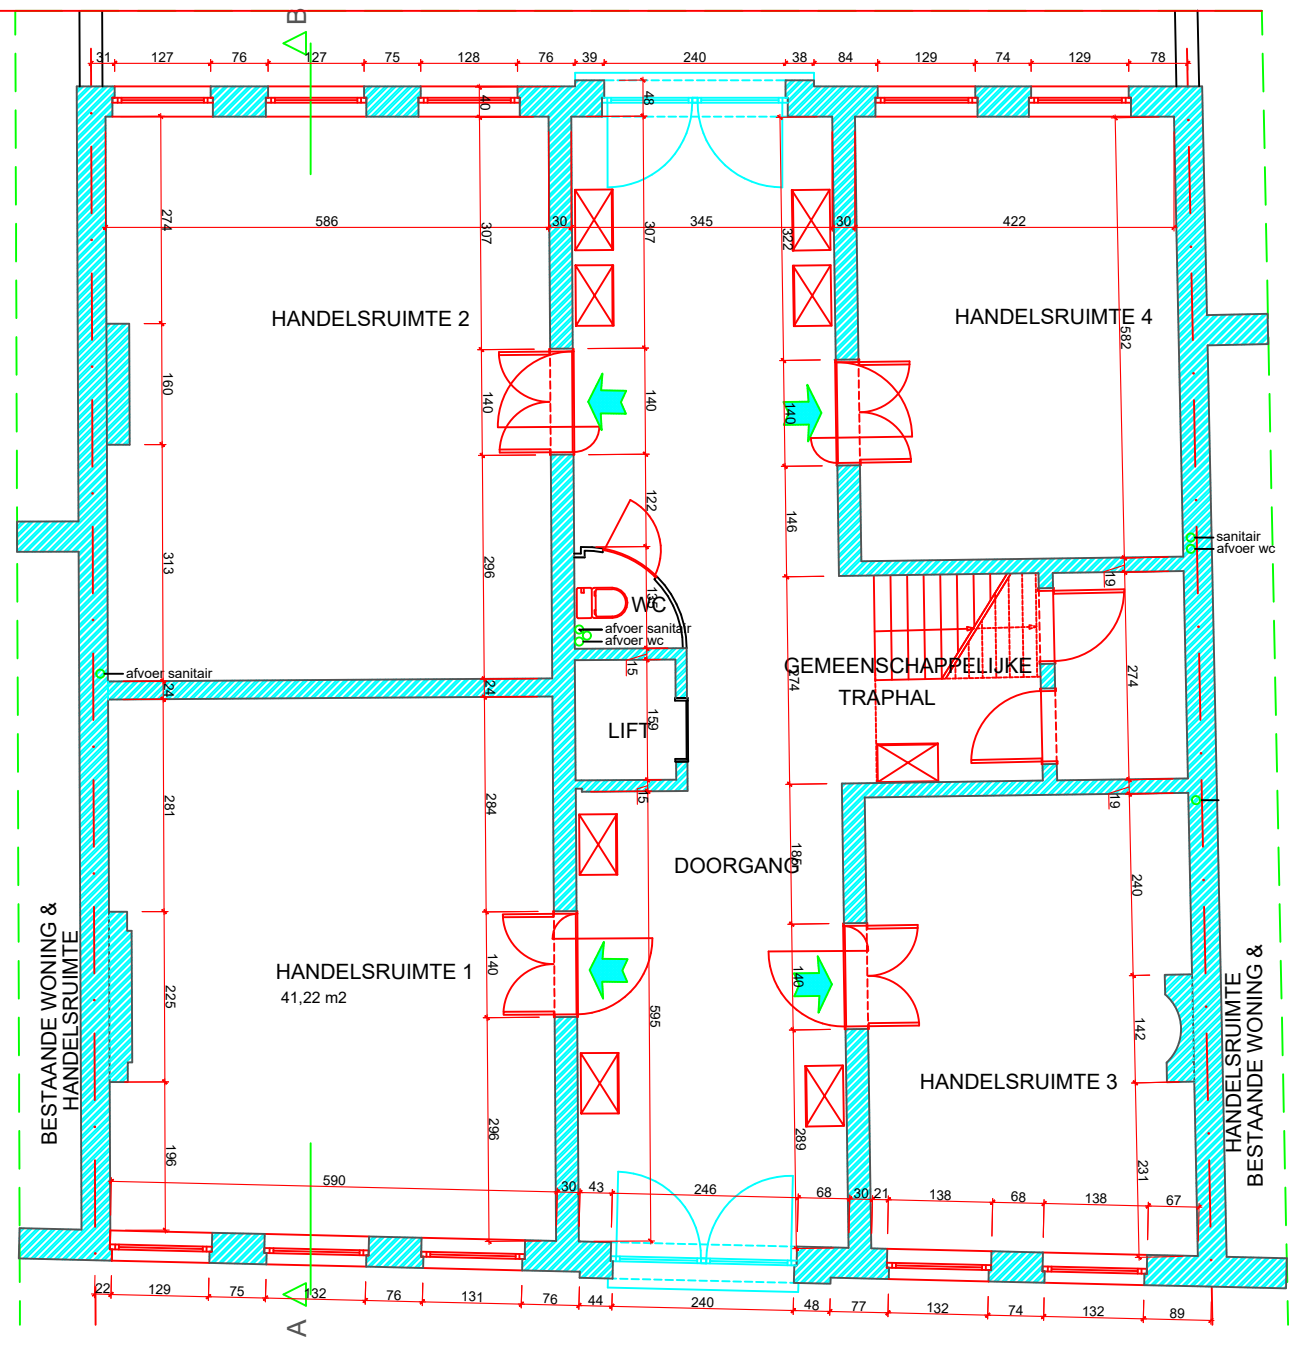 B
31 127 76 127 75 128 76 39 240 38 84 129 74 129 78
40 48
274 586 307 30 307 345 322 30 422
HANDELSRUIMTE 2
HANDELSRUIMTE 4
582
160 140 140 140
122 146
313 296
sanitair
afvoer wc
19
WC
135
afvoer sanitair
afvoer wc
afvoer sanitair
15
GEMEENSCHAPPELIJKE
TRAPHAL
274 274
24 24
LIFT
159
15 19
281 284
185
DOORGANG
240
BESTAANDE WONING &
HANDELSRUIMTE
HANDELSRUIMTE 1
41,22 m2
225 140 140
595
142
HANDELSRUIMTE
BESTAANDE WONING &
HANDELSRUIMTE 3
196 296 289 231
590 30 43 246 68 30 21 138 68 138 67
22 129 75 132 76 131 76 44 240 48 77 132 74 132 89
A